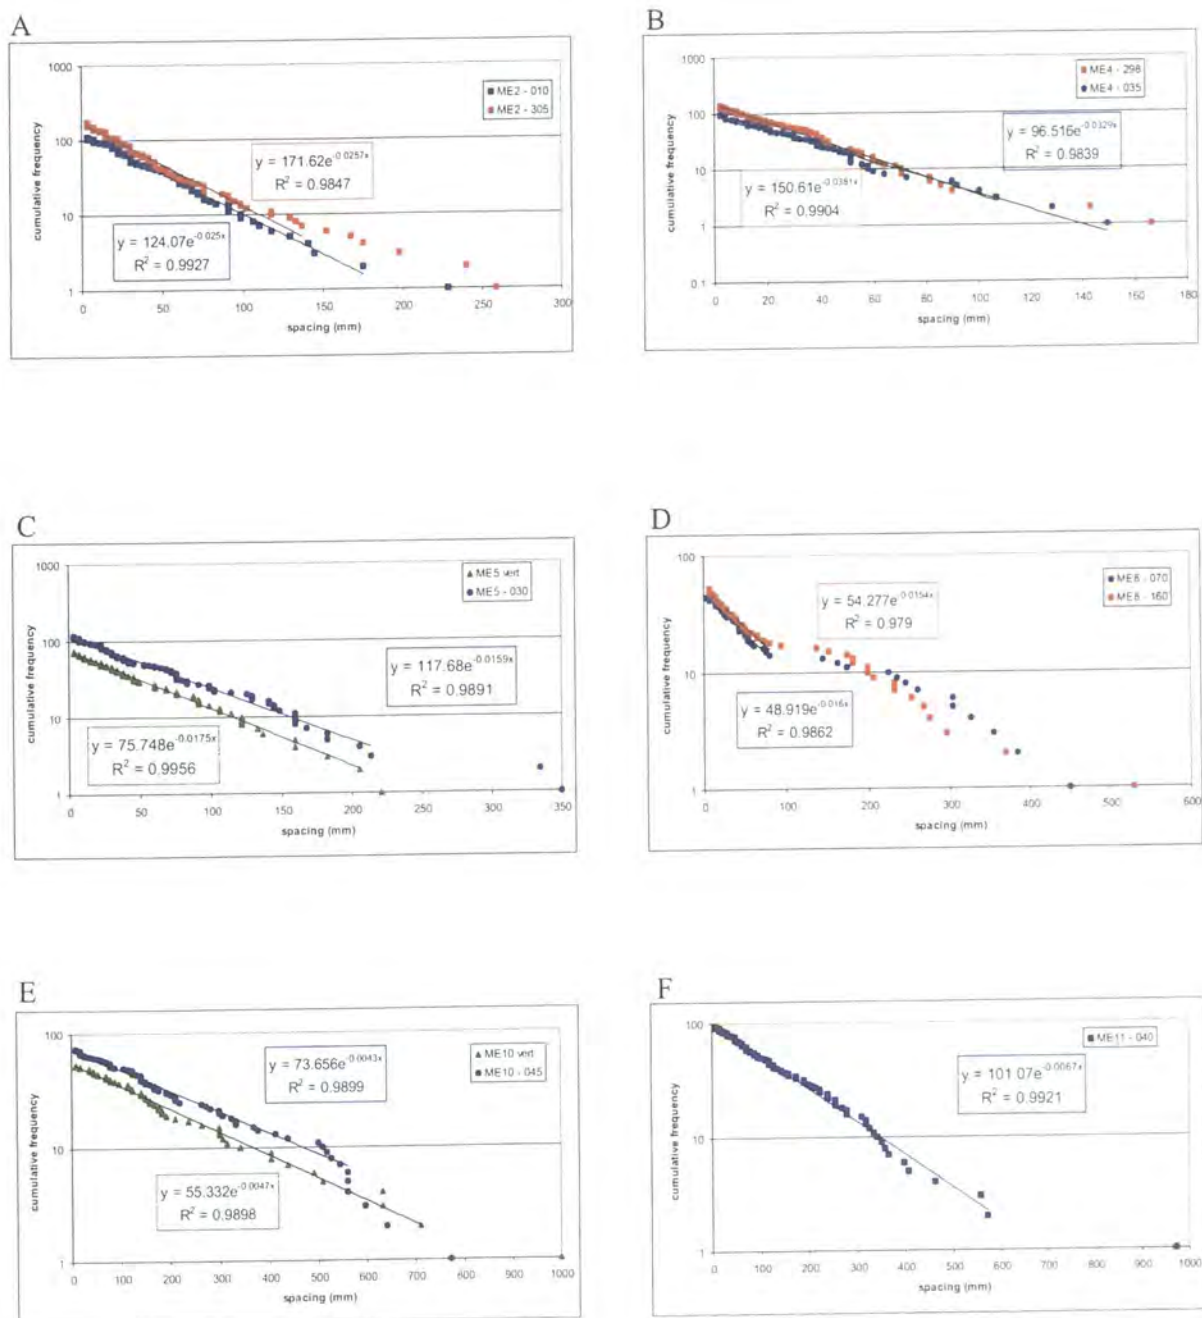 A
1000
100
10
1
cumulative frequency
ME2 - 010
ME2 - 305
y = 171.62e^-0.0257x
R² = 0.9847
y = 124.07e^-0.025x
R² = 0.9927
0 50 100 150 200 250 300
spacing (mm)
B
1000
100
10
1
0.1
cumulative frequency
ME4 - 298
ME4 - 035
y = 96.516e^-0.0329x
R² = 0.9839
y = 150.61e^-0.0381x
R² = 0.9904
0 20 40 60 80 100 120 140 160 180
spacing (mm)
C
1000
100
10
1
cumulative frequency
ME5 vert
ME5 - 030
y = 117.68e^-0.0159x
R² = 0.9891
y = 75.748e^-0.0175x
R² = 0.9956
0 50 100 150 200 250 300 350
spacing (mm)
D
100
10
1
cumulative frequency
ME8 - 070
ME8 - 160
y = 54.277e^-0.0154x
R² = 0.979
y = 48.919e^-0.016x
R² = 0.9862
0 100 200 300 400 500 600
spacing (mm)
E
100
10
1
cumulative frequency
ME10 vert
ME10 - 045
y = 73.656e^-0.0043x
R² = 0.9899
y = 55.332e^-0.0047x
R² = 0.9898
0 100 200 300 400 500 600 700 800 900 1000
spacing (mm)
F
100
10
1
cumulative frequency
ME11 - 040
y = 101.07e^-0.0067x
R² = 0.9921
0 100 200 300 400 500 600 700 800 900 1000
spacing (mm)